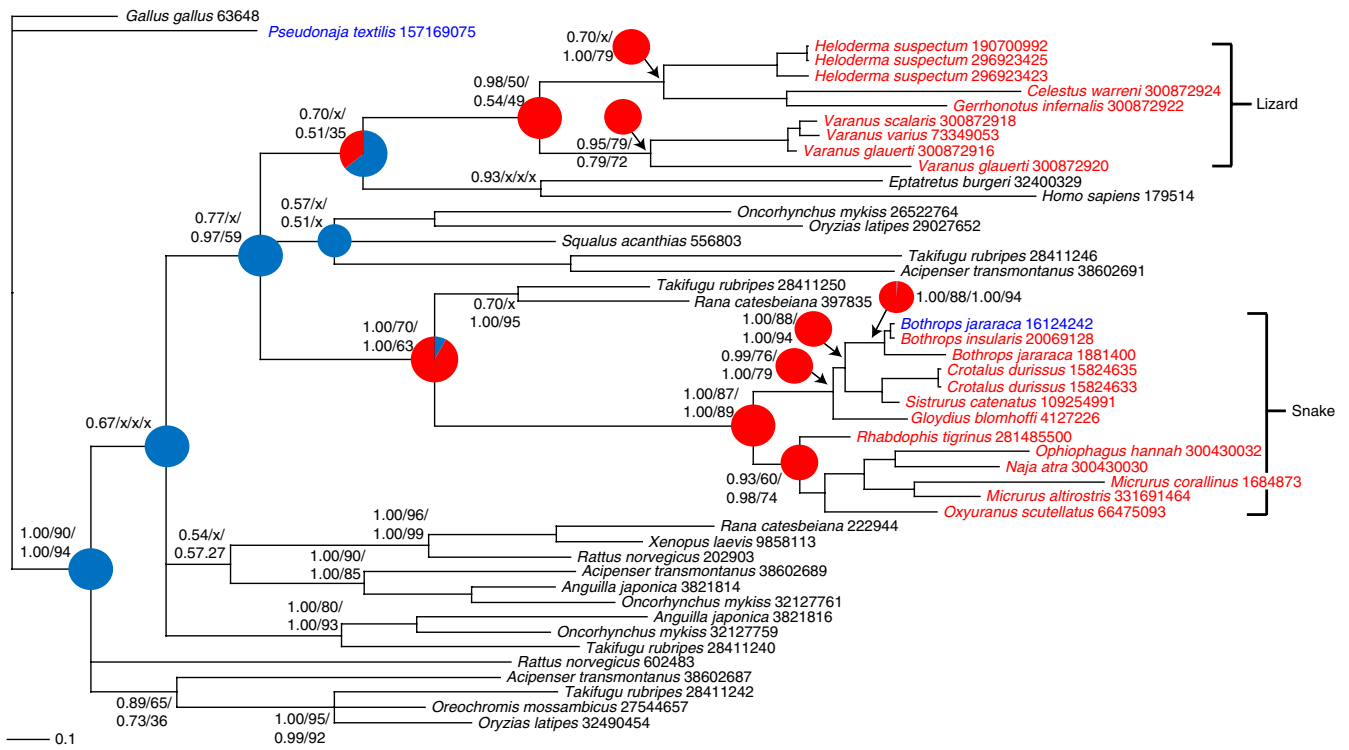 Gallus gallus 63648
Pseudonaja textilis 157169075
0.70/x/
1.00/79
Heloderma suspectum 190700992
Heloderma suspectum 296923425
Heloderma suspectum 296923423
0.98/50/
0.54/49
Celestus warreni 300872924
Gerrhonotus infernalis 300872922
Lizard
0.70/x/
0.51/35
Varanus scalaris 300872918
Varanus varius 73349053
0.95/79/
0.79/72
Varanus glauerti 300872916
Varanus glauerti 300872920
0.93/x/x/x
Eptatretus burgeri 32400329
Homo sapiens 179514
0.77/x/
0.97/59
0.57/x/
0.51/x
Oncorhynchus mykiss 26522764
Oryzias latipes 29027652
Squalus acanthias 556803
Takifugu rubripes 28411246
Acipenser transmontanus 38602691
Takifugu rubripes 28411250
Rana catesbeiana 397835
0.70/x
1.00/95
1.00/88/1.00/94
1.00/70/
1.00/63
1.00/88/
1.00/94
Bothrops jararaca 16124242
Bothrops insularis 20069128
Bothrops jararaca 1881400
0.99/76/
1.00/79
Crotalus durissus 15824635
Crotalus durissus 15824633
Sistrurus catenatus 109254991
Gloydius blomhoffi 4127226
Snake
1.00/87/
1.00/89
0.67/x/x/x
Rhabdophis tigrinus 281485500
Ophiophagus hannah 300430032
Naja atra 300430030
0.93/60/
0.98/74
Micrurus corallinus 1684873
Micrurus altirostris 331691464
Oxyuranus scutellatus 66475093
1.00/90/
1.00/94
0.54/x/
0.57.27
1.00/96/
1.00/99
Rana catesbeiana 222944
Xenopus laevis 9858113
Rattus norvegicus 202903
1.00/90/
1.00/85
Acipenser transmontanus 38602689
Anguilla japonica 3821814
Oncorhynchus mykiss 32127761
1.00/80/
1.00/93
Anguilla japonica 3821816
Oncorhynchus mykiss 32127759
Takifugu rubripes 28411240
Rattus norvegicus 602483
Acipenser transmontanus 38602687
0.89/65/
0.73/36
Takifugu rubripes 28411242
Oreochromis mossambicus 27544657
1.00/95/
0.99/92
Oryzias latipes 32490454
0.1